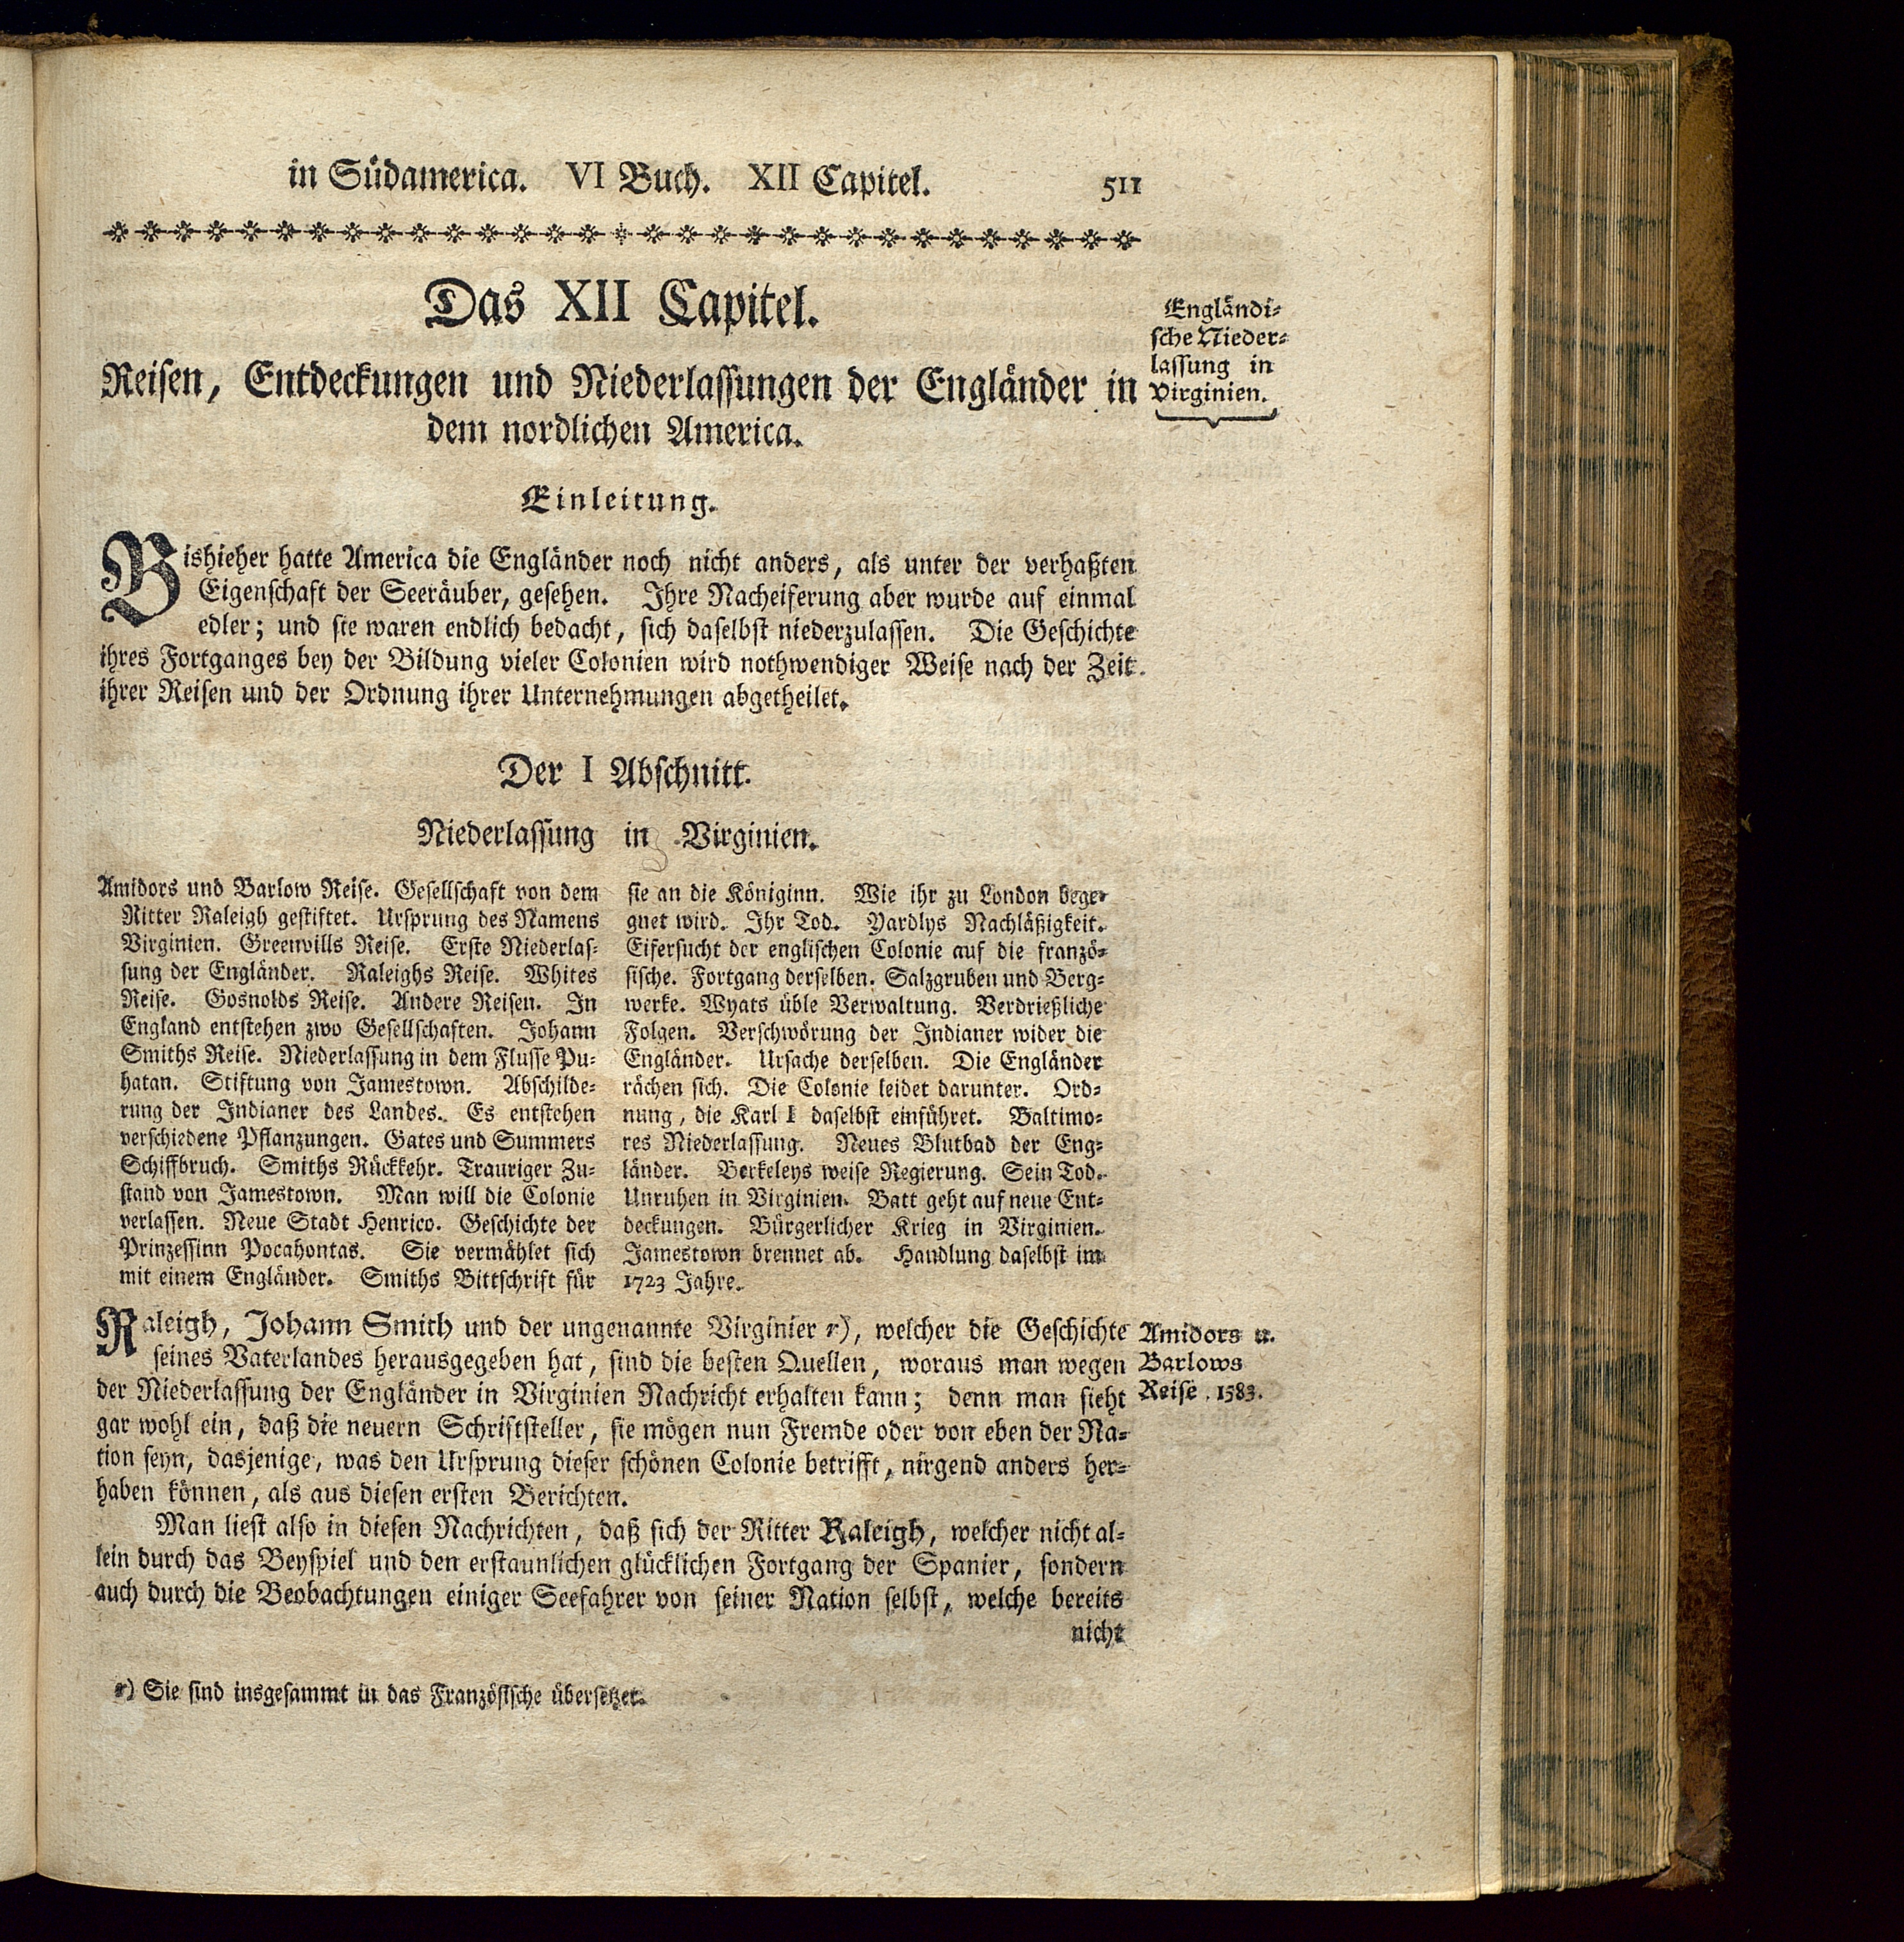 in Südamerica. VI Buch. XII Capitel. 511
Das XII Capitel.
Reisen, Entdeckungen und Niederlassungen der Engländer in
dem nordlichen America.
Engländi-
sche Nieder-
lassung in
Virginien.
Einleitung.
Bishieher hatte America die Engländer noch nicht anders, als unter der verhaßten
Eigenschaft der Seeräuber, gesehen. Ihre Nacheiferung aber wurde auf einmal
edler; und sie waren endlich bedacht, sich daselbst niederzulassen. Die Geschichte
ihres Fortganges bey der Bildung vieler Colonien wird nothwendiger Weise nach der Zeit
ihrer Reisen und der Ordnung ihrer Unternehmungen abgetheilet.
Der I Abschnitt.
Niederlassung in Virginien.
Amidors und Barlow Reise. Gesellschaft von dem
Ritter Raleigh gestiftet. Ursprung des Namens
Virginien. Greenvills Reise. Erste Niederlas-
sung der Engländer. Raleighs Reise. Whites
Reise. Gosnolds Reise. Andere Reisen. In
England entstehen zwo Gesellschaften. Johann
Smiths Reise. Niederlassung in dem Flusse Pu-
hatan. Stiftung von Jamestown. Abschilde-
rung der Indianer des Landes. Es entstehen
verschiedene Pflanzungen. Gates und Summers
Schiffbruch. Smiths Rückkehr. Trauriger Zu-
stand von Jamestown. Man will die Colonie
verlassen. Neue Stadt Henrico. Geschichte der
Prinzessinn Pocahontas. Sie vermählet sich
mit einem Engländer. Smiths Bittschrift für
sie an die Königinn. Wie ihr zu London bege-
gnet wird. Ihr Tod. Yardlys Nachläßigkeit.
Eifersucht der englischen Colonie auf die franzö-
sische. Fortgang derselben. Salzgruben und Berg-
werke. Wyats üble Verwaltung. Verdrießliche
Folgen. Verschwörung der Indianer wider die
Engländer. Ursache derselben. Die Engländer
rächen sich. Die Colonie leidet darunter. Ord-
nung, die Karl I daselbst einführet. Baltimo-
res Niederlassung. Neues Blutbad der Eng-
länder. Berkeleys weise Regierung. Sein Tod.
Unruhen in Virginien. Batt geht auf neue Ent-
deckungen. Bürgerlicher Krieg in Virginien.
Jamestown brennet ab. Handlung daselbst im
1723 Jahre.
Raleigh, Johann Smith und der ungenannte Virginier r), welcher die Geschichte
seines Vaterlandes herausgegeben hat, sind die besten Quellen, woraus man wegen
der Niederlassung der Engländer in Virginien Nachricht erhalten kann; denn man sieht
gar wohl ein, daß die neuern Schriftsteller, sie mögen nun Fremde oder von eben der Na-
tion seyn, dasjenige, was den Ursprung dieser schönen Colonie betrifft, nirgend anders her-
haben können, als aus diesen ersten Berichten.
Amidors u.
Barlows
Reise. 1583.
Man liest also in diesen Nachrichten, daß sich der Ritter Raleigh, welcher nicht al-
lein durch das Beyspiel und den erstaunlichen glücklichen Fortgang der Spanier, sondern
auch durch die Beobachtungen einiger Seefahrer von seiner Nation selbst, welche bereits
nicht
r) Sie sind insgesammt in das Französische übersetzet.